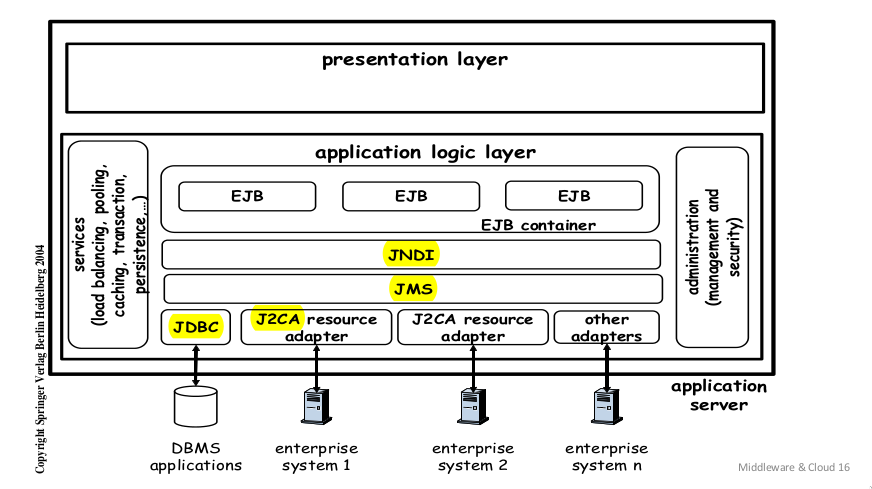 presentation layer
application logic layer
services
(load balancing, pooling,
caching, transaction,
persistence,…)
EJB
EJB
EJB
EJB container
JNDI
JMS
JDBC
J2CA resource
adapter
J2CA resource
adapter
other
adapters
administration
(management and
security)
application
server
DBMS
applications
enterprise
system 1
enterprise
system 2
enterprise
system n
Copyright Springer Verlag Berlin Heidelberg 2004
Middleware & Cloud 16